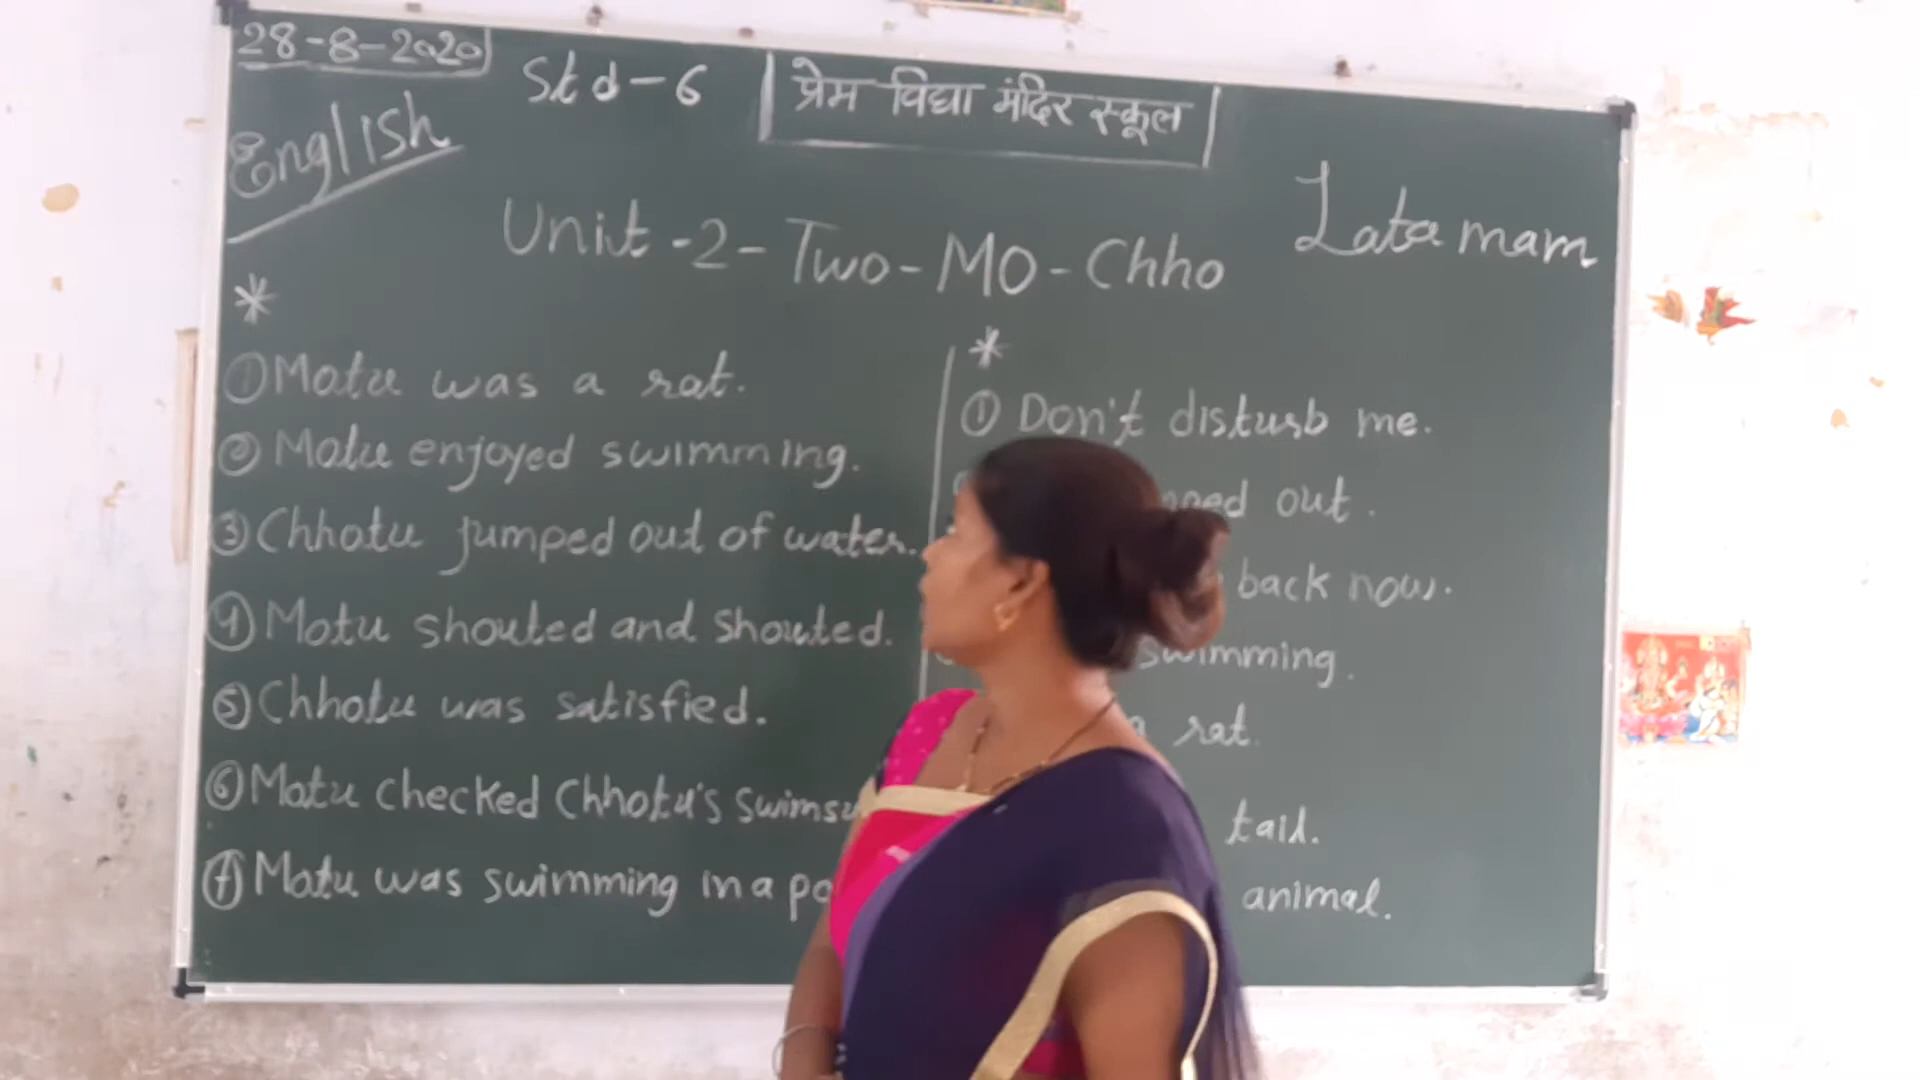 28-8-2020
Std-6
प्रेम विद्या मंदिर स्कूल
English
Lata mam
Unit-2-Two-MO-Chho
*
① Motu was a rat.
② Motu enjoyed swimming.
③ Chhotu jumped out of water.
④ Motu shouted and shouted.
⑤ Chhotu was satisfied.
⑥ Motu checked Chhotu's
⑦ Motu was swimming in a
*
① Don't disturb me.
out.
back now.
swimming.
rat.
tail.
animal.